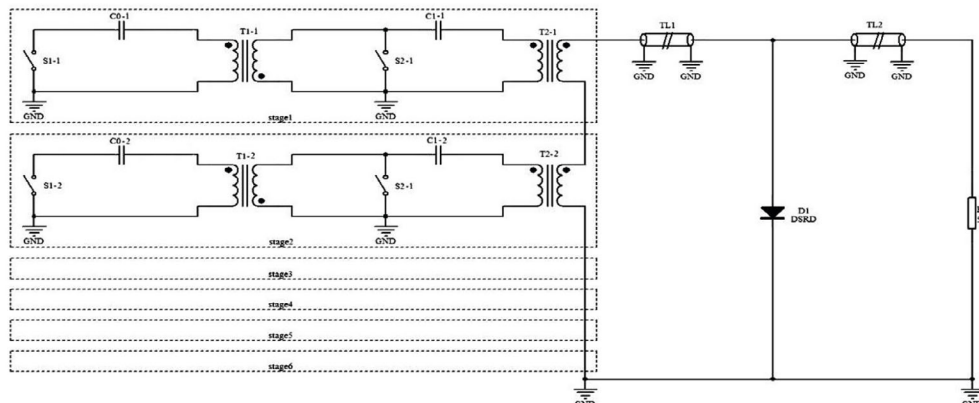 C0-1
C1-1
T1-1
T2-1
S1-1
S2-1
GND
GND
stage1
TL1
GND
GND
TL2
GND
GND
C0-2
C1-2
T1-2
T2-2
S1-2
S2-1
GND
GND
stage2
D1
DSRD
stage3
stage4
stage5
stage6
GND
GND